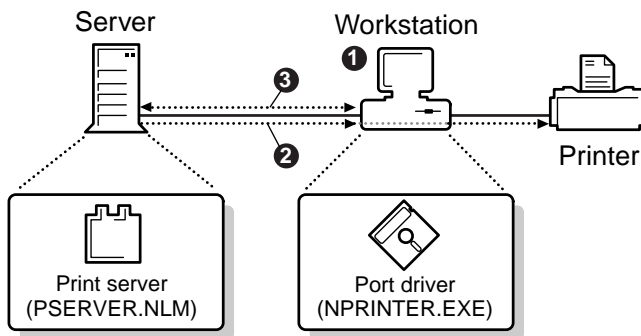 Server
Workstation
1
3
2
Printer
Print server
(PSERVER.NLM)
Port driver
(NPRINTER.EXE)